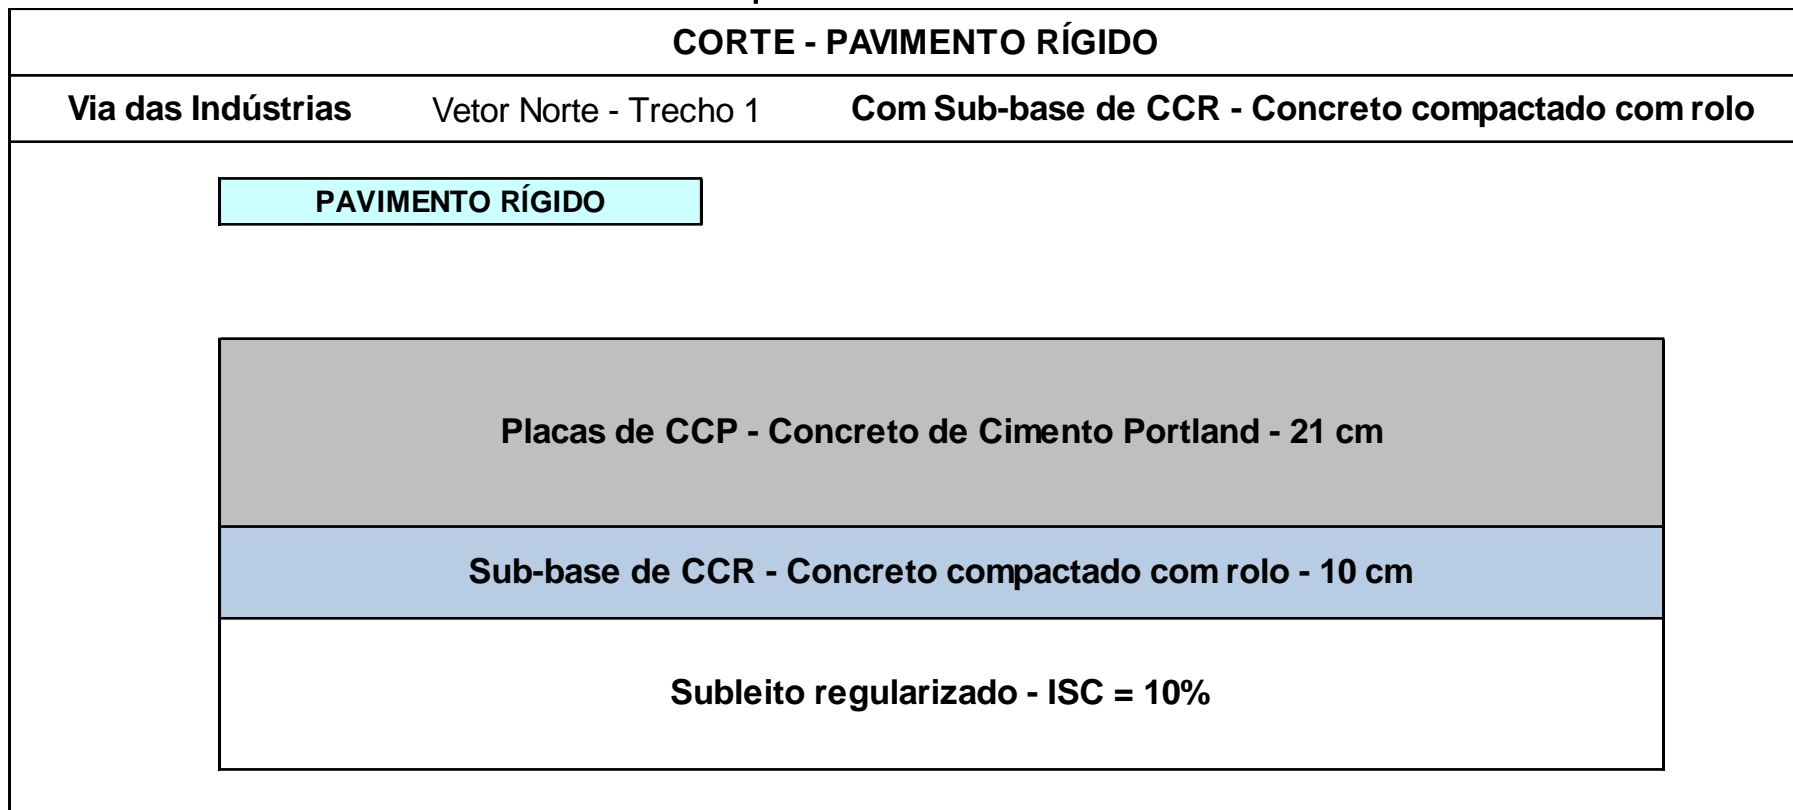 CORTE - PAVIMENTO RÍGIDO
Via das Indústrias Vetor Norte - Trecho 1 Com Sub-base de CCR - Concreto compactado com rolo
PAVIMENTO RÍGIDO
Placas de CCP - Concreto de Cimento Portland - 21 cm
Sub-base de CCR - Concreto compactado com rolo - 10 cm
Subleito regularizado - ISC = 10%